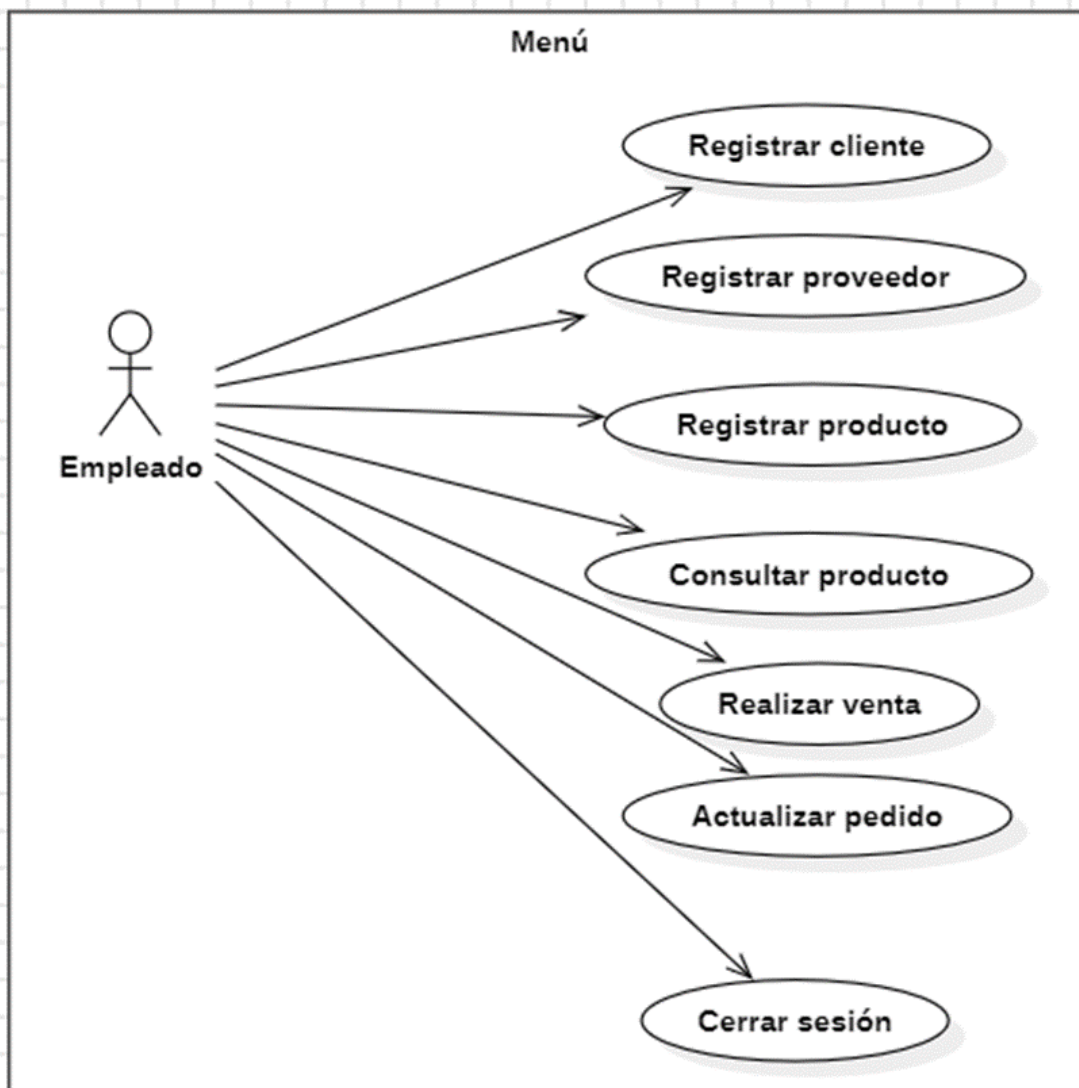 Menú
Registrar cliente
Registrar proveedor
Registrar producto
Empleado
Consultar producto
Realizar venta
Actualizar pedido
Cerrar sesión